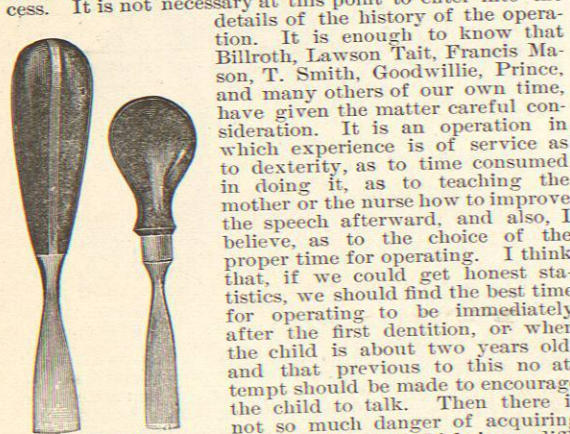 cess. It is not necessary at this point to enter into the
details of the history of the opera-
tion. It is enough to know that
Billroth, Lawson Tait, Francis Ma-
son, T. Smith, Goodwillie, Prince,
and many others of our own time,
have given the matter careful con-
sideration. It is an operation in
which experience is of service as
to dexterity, as to time consumed
in doing it, as to teaching the
mother or the nurse how to improve
the speech afterward, and also, I
believe, as to the choice of the
proper time for operating. I think
that, if we could get honest sta-
tistics, we should find the best time
for operating to be immediately
after the first dentition, or when
the child is about two years old
and that previous to this no at
tempt should be made to encourag
the child to talk. Then there i
not so much danger of acquiring